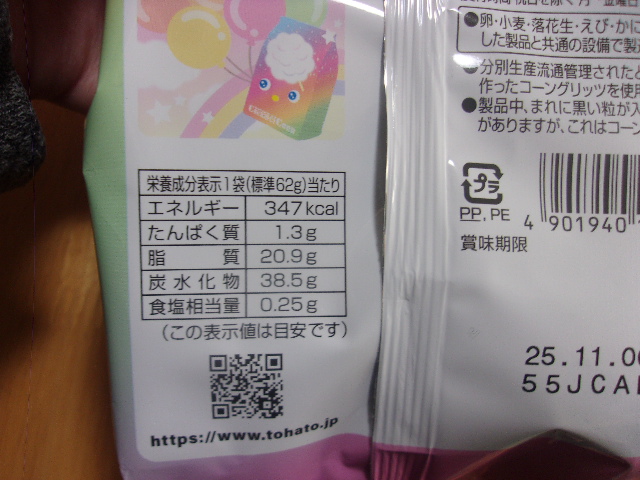 栄養成分表示1袋(標準62g)当たり
エネルギー 347kcal
たんぱく質 1.3g
脂質 20.9g
炭水化物 38.5g
食塩相当量 0.25g
(この表示値は目安です)
https://www.tohato.jp
●卵・小麦・落花生・えび・かに
した製品と共通の設備で製
●分別生産流通管理されたと
作ったコーングリッツを使用
●製品中、まれに黒い粒が入
がありますが、これはコーン
プラ
PP, PE
4 901940
賞味期限
25.11.0
55JCA